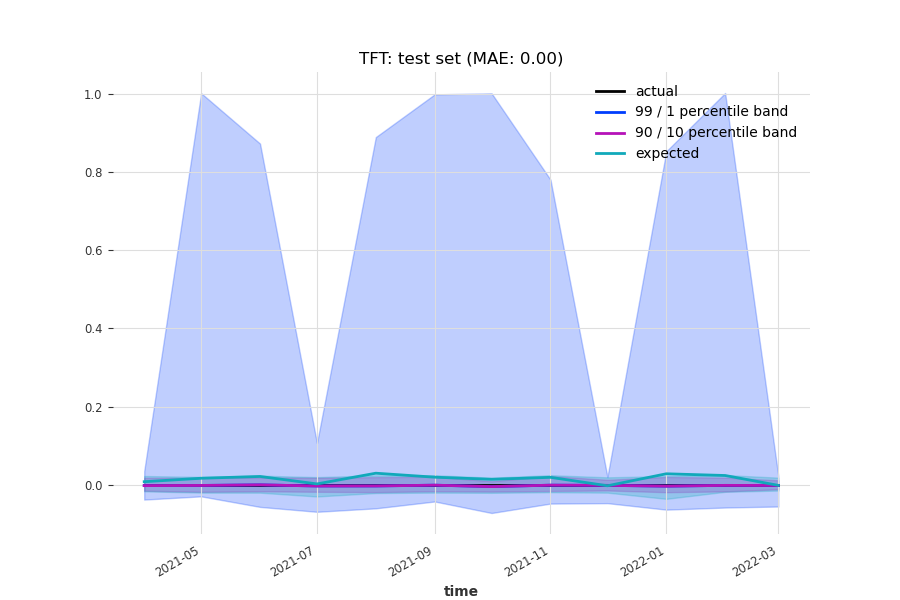 TFT: test set (MAE: 0.00)
actual
99 / 1 percentile band
90 / 10 percentile band
expected
1.0
0.8
0.6
0.4
0.2
0.0
2021-05
2021-07
2021-09
2021-11
2022-01
2022-03
time